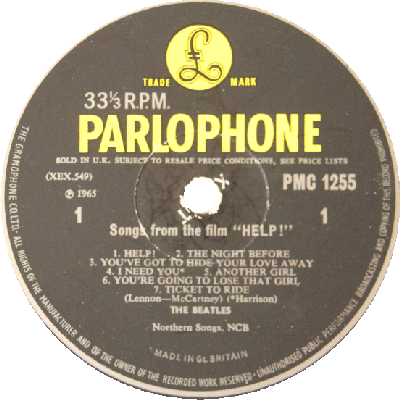 £
TRADE MARK
33⅓ R.P.M.
PARLOPHONE
SOLD IN U.K. SUBJECT TO RESALE PRICE CONDITIONS, SEE PRICE LISTS
(XEX.549)
PMC 1255
℗ 1965
1 1
Songs from the film "HELP!"
1. HELP! 2. THE NIGHT BEFORE
3. YOU'VE GOT TO HIDE YOUR LOVE AWAY
4. I NEED YOU* 5. ANOTHER GIRL
6. YOU'RE GOING TO LOSE THAT GIRL
7. TICKET TO RIDE
(Lennon—McCartney) (*Harrison)
THE BEATLES
Northern Songs, NCB
MADE IN GT. BRITAIN
THE GRAMOPHONE CO. LTD. ALL RIGHTS OF THE MANUFACTURER AND OF THE OWNER OF THE RECORDED WORK RESERVED — UNAUTHORISED PUBLIC PERFORMANCE, BROADCASTING AND COPYING OF THIS RECORD PROHIBITED